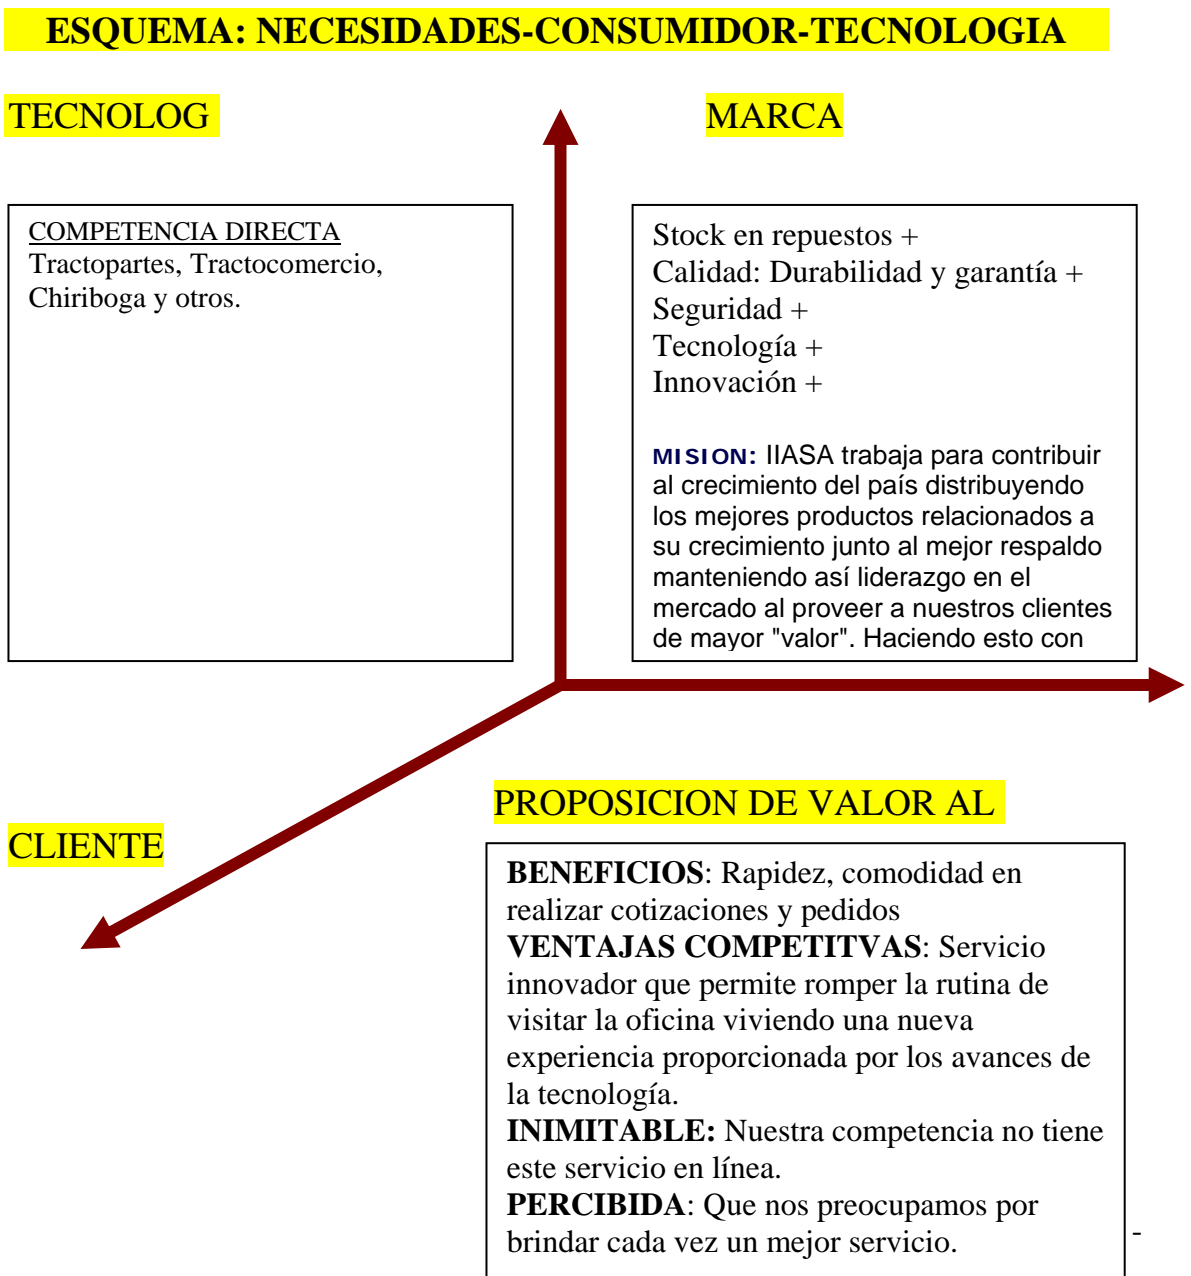 ESQUEMA: NECESIDADES-CONSUMIDOR-TECNOLOGIA
TECNOLOG
MARCA
COMPETENCIA DIRECTA
Tractopartes, Tractocomercio,
Chiriboga y otros.
Stock en repuestos +
Calidad: Durabilidad y garantía +
Seguridad +
Tecnología +
Innovación +
MISION: IIASA trabaja para contribuir
al crecimiento del país distribuyendo
los mejores productos relacionados a
su crecimiento junto al mejor respaldo
manteniendo así liderazgo en el
mercado al proveer a nuestros clientes
de mayor "valor". Haciendo esto con
CLIENTE
PROPOSICION DE VALOR AL
BENEFICIOS: Rapidez, comodidad en
realizar cotizaciones y pedidos
VENTAJAS COMPETITVAS: Servicio
innovador que permite romper la rutina de
visitar la oficina viviendo una nueva
experiencia proporcionada por los avances de
la tecnología.
INIMITABLE: Nuestra competencia no tiene
este servicio en línea.
PERCIBIDA: Que nos preocupamos por
brindar cada vez un mejor servicio.
-